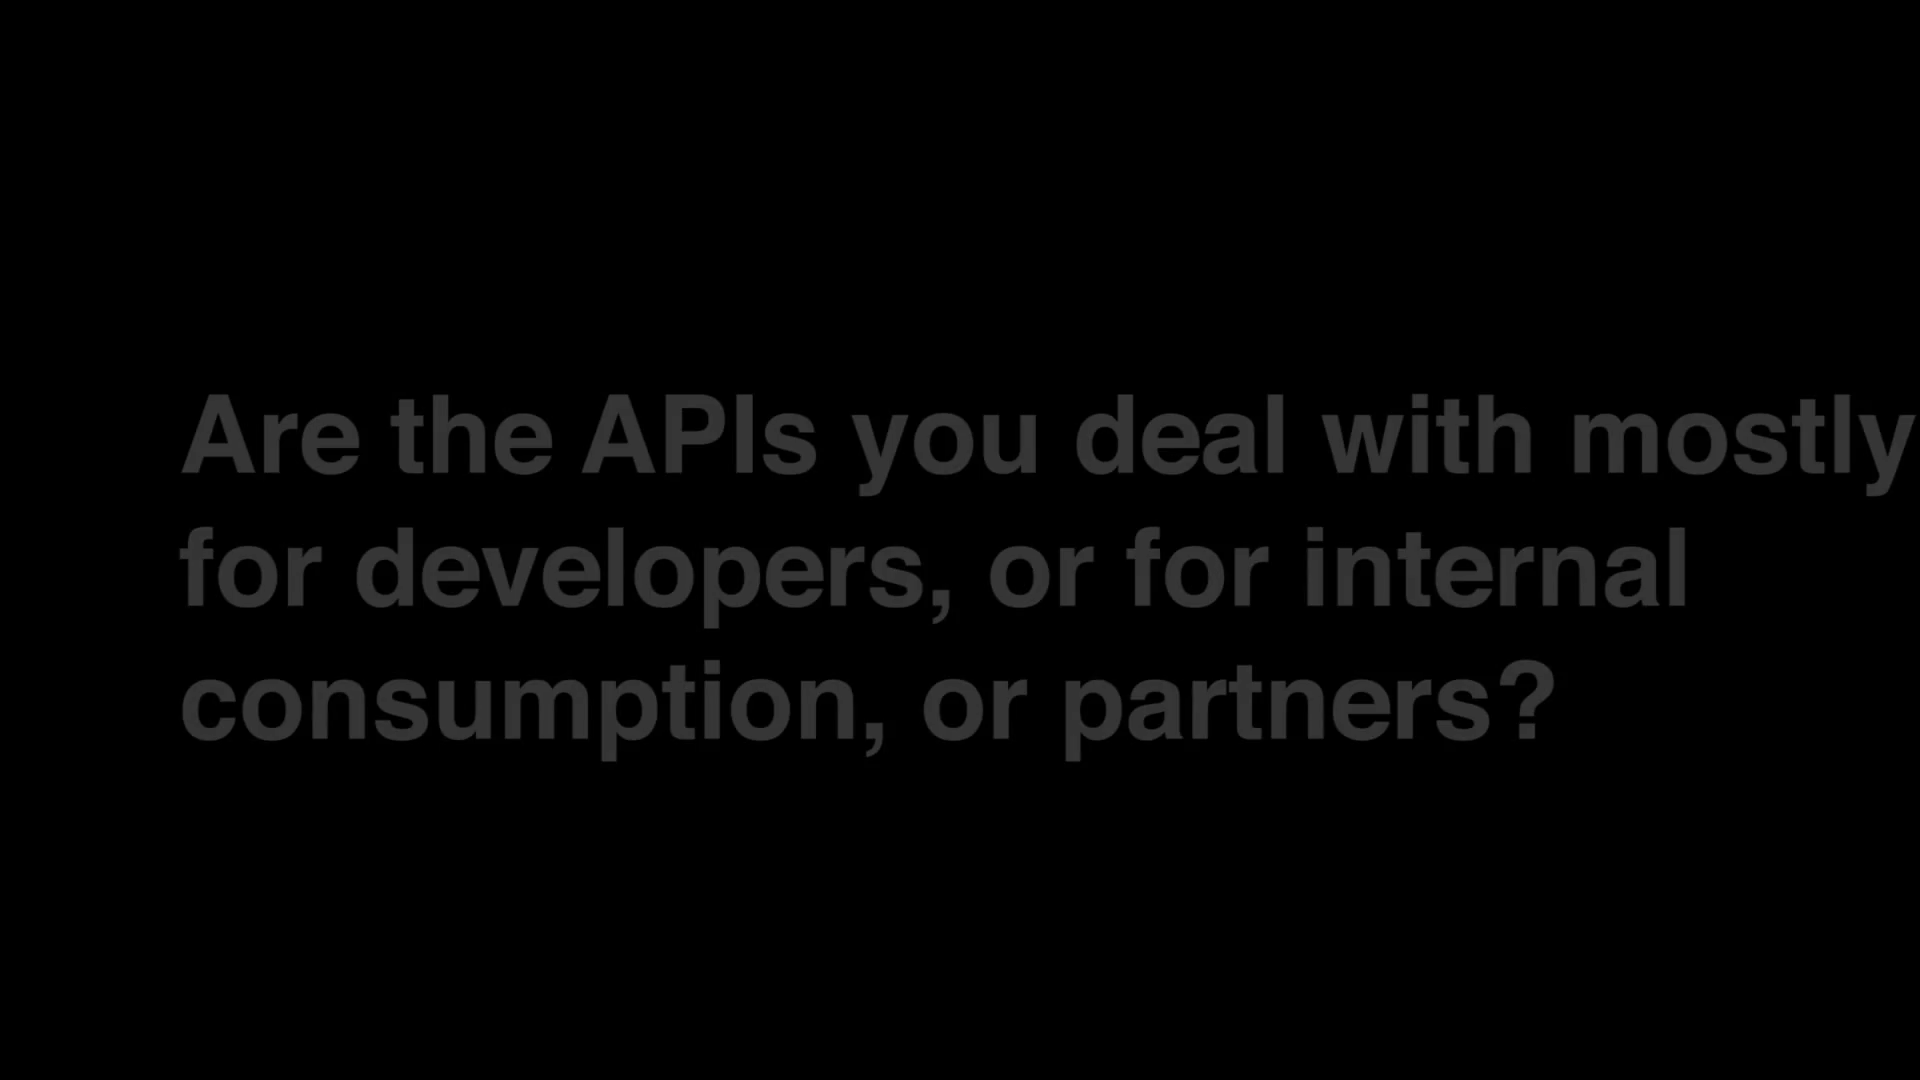 Are the APIs you deal with mostly
for developers, or for internal
consumption, or partners?